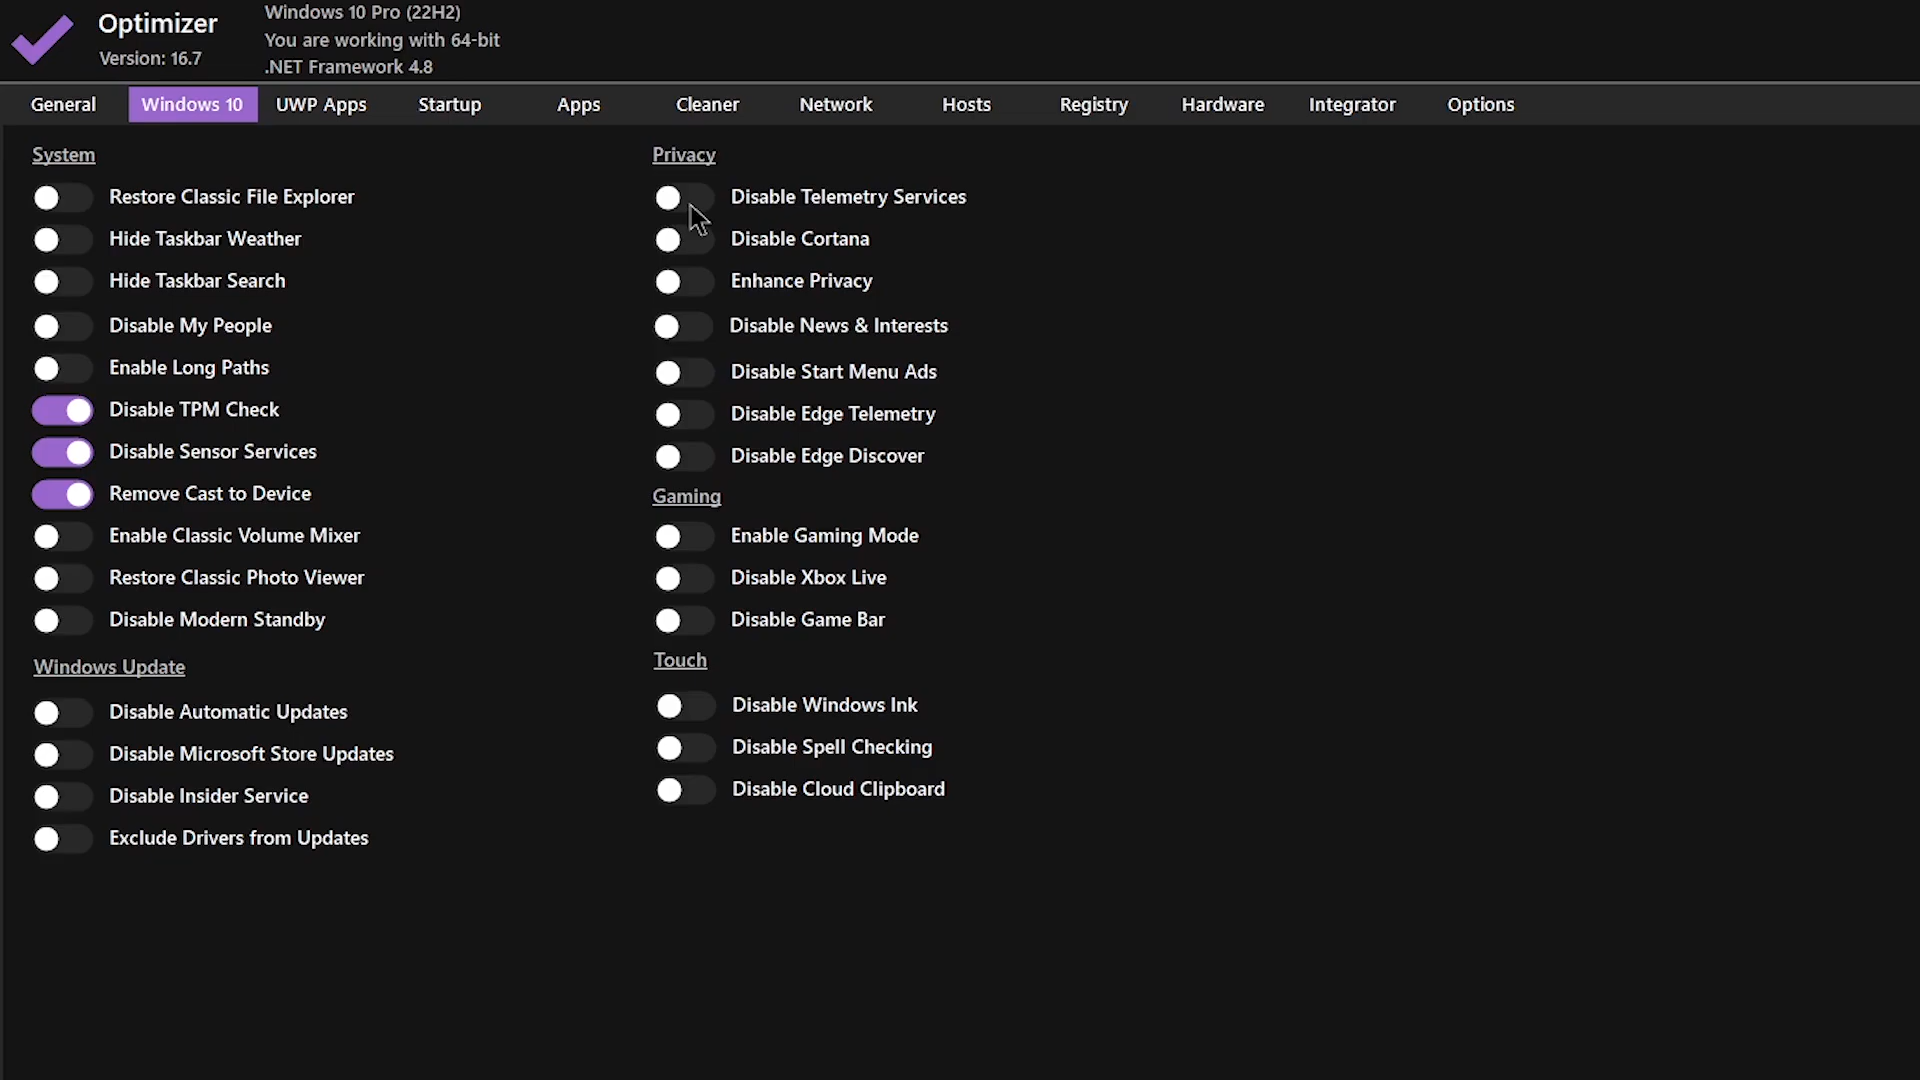 Optimizer
Version: 16.7
Windows 10 Pro (22H2)
You are working with 64-bit
.NET Framework 4.8
General
Windows 10
UWP Apps
Startup
Apps
Cleaner
Network
Hosts
Registry
Hardware
Integrator
Options
System
Restore Classic File Explorer
Hide Taskbar Weather
Hide Taskbar Search
Disable My People
Enable Long Paths
Disable TPM Check
Disable Sensor Services
Remove Cast to Device
Enable Classic Volume Mixer
Restore Classic Photo Viewer
Disable Modern Standby
Windows Update
Disable Automatic Updates
Disable Microsoft Store Updates
Disable Insider Service
Exclude Drivers from Updates
Privacy
Disable Telemetry Services
Disable Cortana
Enhance Privacy
Disable News & Interests
Disable Start Menu Ads
Disable Edge Telemetry
Disable Edge Discover
Gaming
Enable Gaming Mode
Disable Xbox Live
Disable Game Bar
Touch
Disable Windows Ink
Disable Spell Checking
Disable Cloud Clipboard